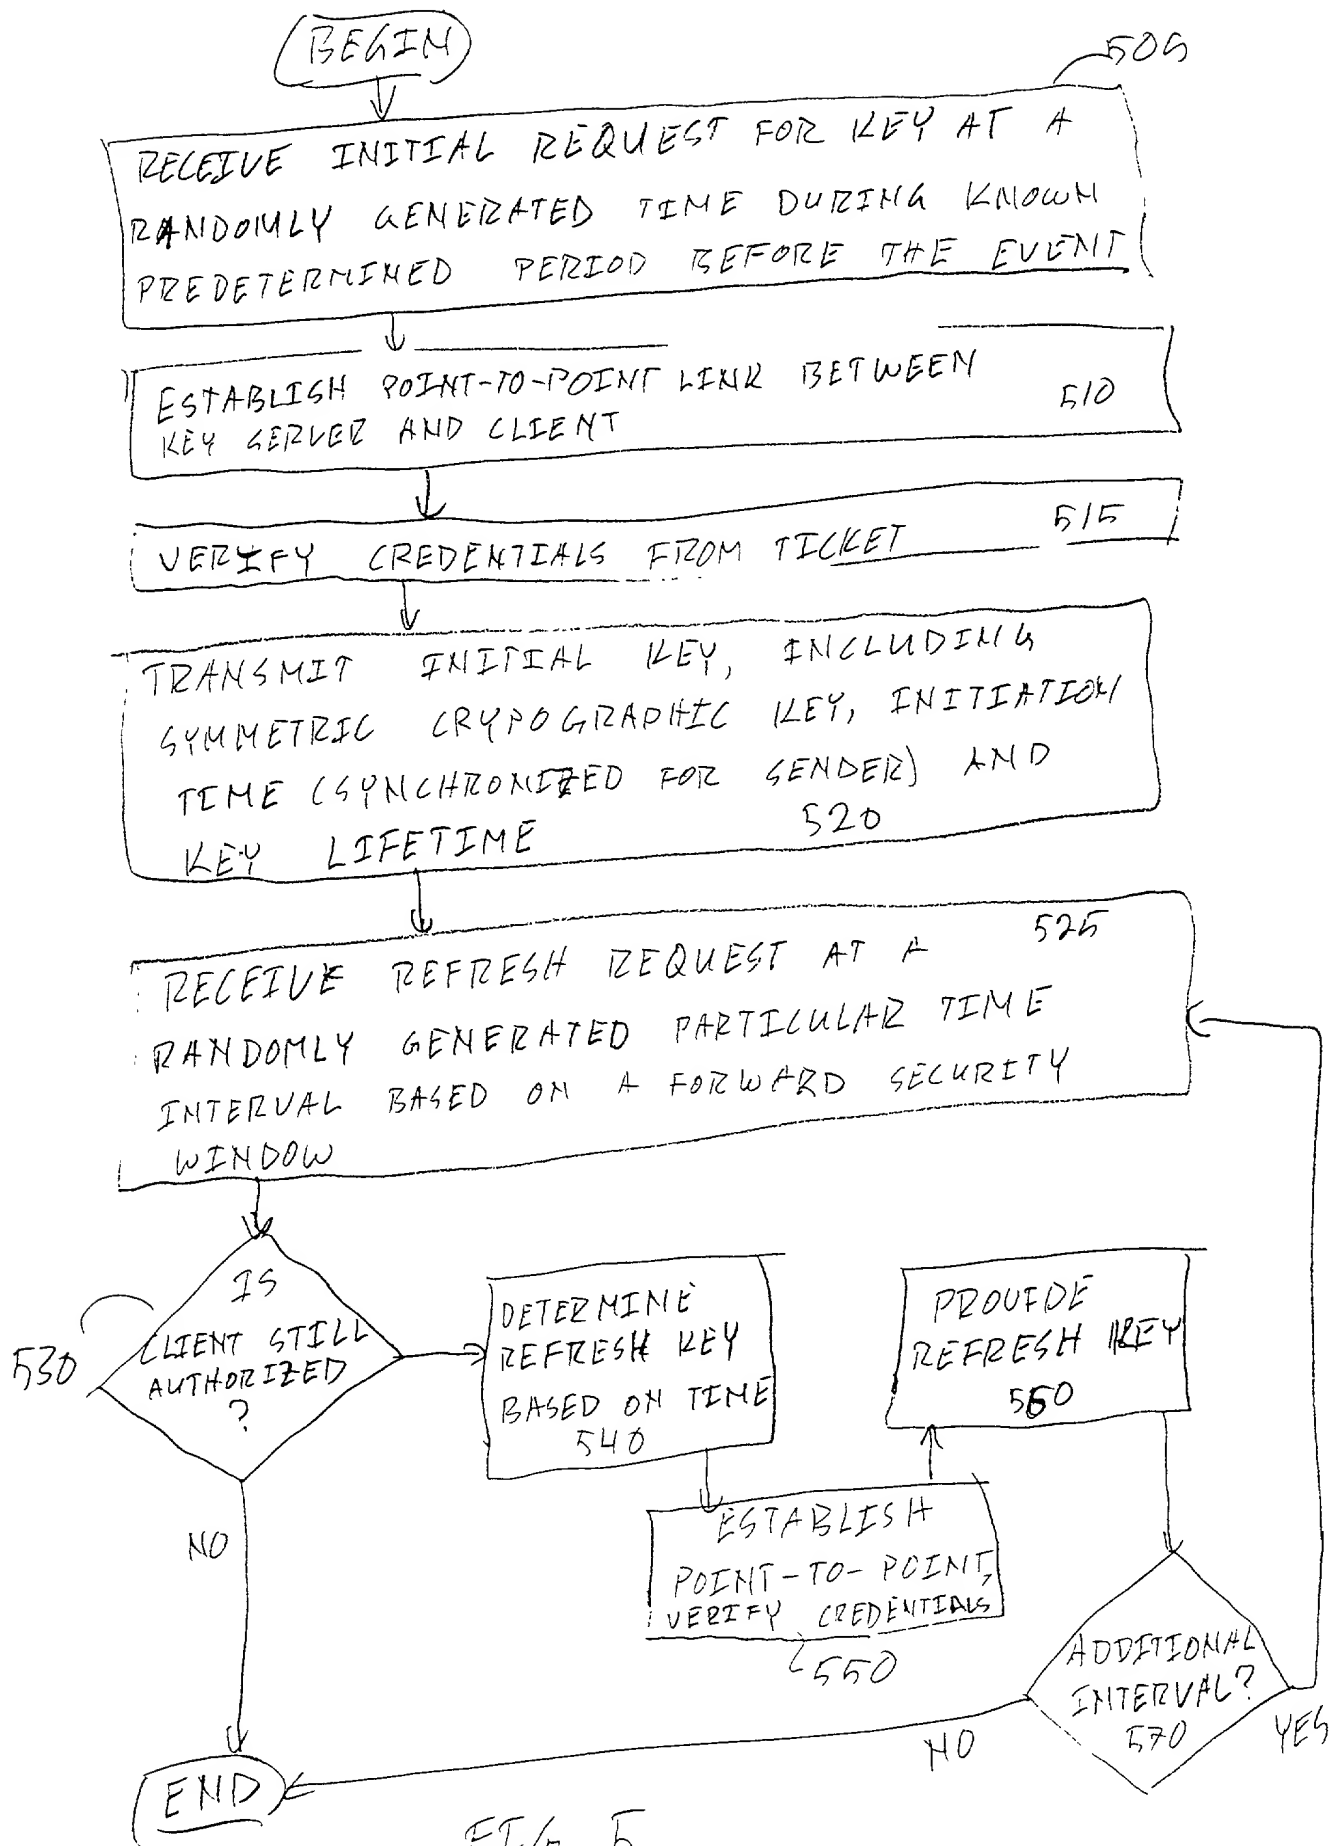 BEGIN
505
RECEIVE INITIAL REQUEST FOR KEY AT A
RANDOMLY GENERATED TIME DURING KNOWN
PREDETERMINED PERIOD BEFORE THE EVENT
ESTABLISH POINT-TO-POINT LINK BETWEEN
KEY SERVER AND CLIENT
510
VERIFY CREDENTIALS FROM TICKET
515
TRANSMIT INITIAL KEY, INCLUDING
SYMMETRIC CRYPOGRAPHIC KEY, INITIATION
TIME (SYNCHRONIZED FOR SENDER) AND
KEY LIFETIME
520
525
RECEIVE REFRESH REQUEST AT A
RANDOMLY GENERATED PARTICULAR TIME
INTERVAL BASED ON A FORWARD SECURITY
WINDOW
IS
CLIENT STILL
AUTHORIZED
?
530
DETERMINE
REFRESH KEY
BASED ON TIME
540
PROVIDE
REFRESH KEY
560
NO
ESTABLISH
POINT-TO-POINT,
VERIFY CREDENTIALS
550
ADDITIONAL
INTERVAL?
570
YES
NO
END
FIG. 5